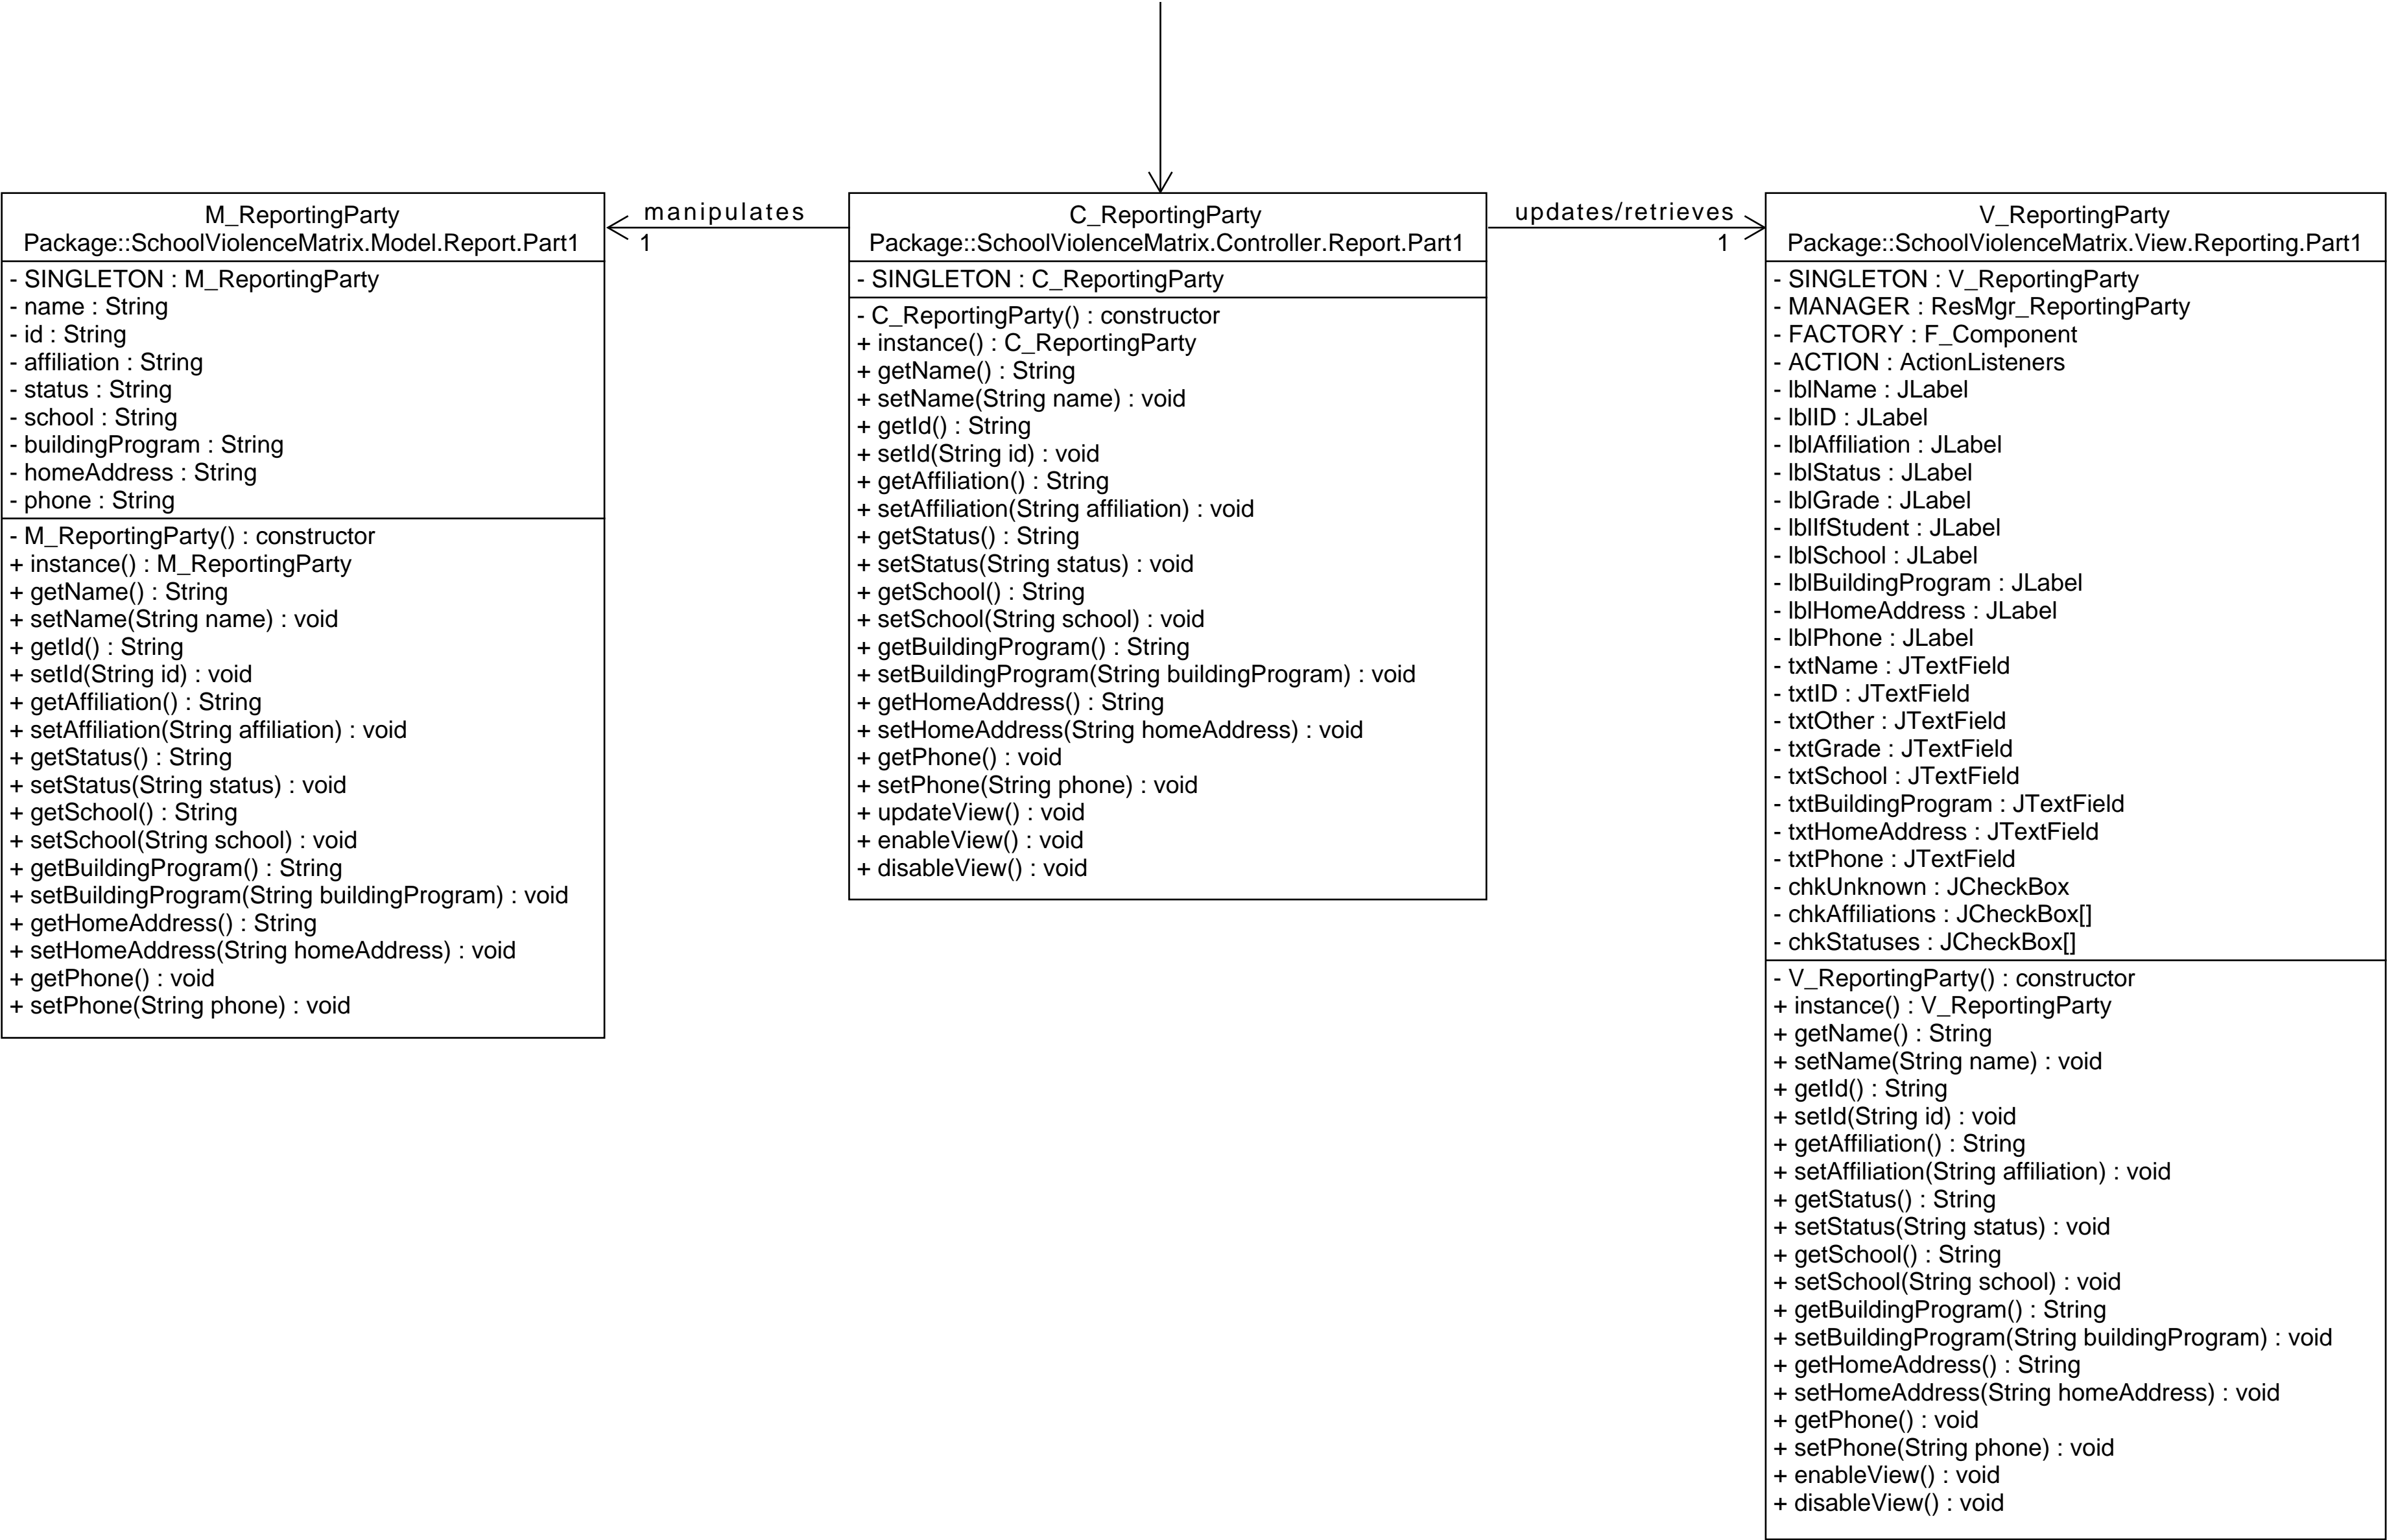 M_ReportingParty
Package::SchoolViolenceMatrix.Model.Report.Part1
- SINGLETON : M_ReportingParty
- name : String
- id : String
- affiliation : String
- status : String
- school : String
- buildingProgram : String
- homeAddress : String
- phone : String
- M_ReportingParty() : constructor
+ instance() : M_ReportingParty
+ getName() : String
+ setName(String name) : void
+ getId() : String
+ setId(String id) : void
+ getAffiliation() : String
+ setAffiliation(String affiliation) : void
+ getStatus() : String
+ setStatus(String status) : void
+ getSchool() : String
+ setSchool(String school) : void
+ getBuildingProgram() : String
+ setBuildingProgram(String buildingProgram) : void
+ getHomeAddress() : String
+ setHomeAddress(String homeAddress) : void
+ getPhone() : void
+ setPhone(String phone) : void
manipulates
1
C_ReportingParty
Package::SchoolViolenceMatrix.Controller.Report.Part1
- SINGLETON : C_ReportingParty
- C_ReportingParty() : constructor
+ instance() : C_ReportingParty
+ getName() : String
+ setName(String name) : void
+ getId() : String
+ setId(String id) : void
+ getAffiliation() : String
+ setAffiliation(String affiliation) : void
+ getStatus() : String
+ setStatus(String status) : void
+ getSchool() : String
+ setSchool(String school) : void
+ getBuildingProgram() : String
+ setBuildingProgram(String buildingProgram) : void
+ getHomeAddress() : String
+ setHomeAddress(String homeAddress) : void
+ getPhone() : void
+ setPhone(String phone) : void
+ updateView() : void
+ enableView() : void
+ disableView() : void
updates/retrieves
1
V_ReportingParty
Package::SchoolViolenceMatrix.View.Reporting.Part1
- SINGLETON : V_ReportingParty
- MANAGER : ResMgr_ReportingParty
- FACTORY : F_Component
- ACTION : ActionListeners
- lblName : JLabel
- lblID : JLabel
- lblAffiliation : JLabel
- lblStatus : JLabel
- lblGrade : JLabel
- lblIfStudent : JLabel
- lblSchool : JLabel
- lblBuildingProgram : JLabel
- lblHomeAddress : JLabel
- lblPhone : JLabel
- txtName : JTextField
- txtID : JTextField
- txtOther : JTextField
- txtGrade : JTextField
- txtSchool : JTextField
- txtBuildingProgram : JTextField
- txtHomeAddress : JTextField
- txtPhone : JTextField
- chkUnknown : JCheckBox
- chkAffiliations : JCheckBox[]
- chkStatuses : JCheckBox[]
- V_ReportingParty() : constructor
+ instance() : V_ReportingParty
+ getName() : String
+ setName(String name) : void
+ getId() : String
+ setId(String id) : void
+ getAffiliation() : String
+ setAffiliation(String affiliation) : void
+ getStatus() : String
+ setStatus(String status) : void
+ getSchool() : String
+ setSchool(String school) : void
+ getBuildingProgram() : String
+ setBuildingProgram(String buildingProgram) : void
+ getHomeAddress() : String
+ setHomeAddress(String homeAddress) : void
+ getPhone() : void
+ setPhone(String phone) : void
+ enableView() : void
+ disableView() : void